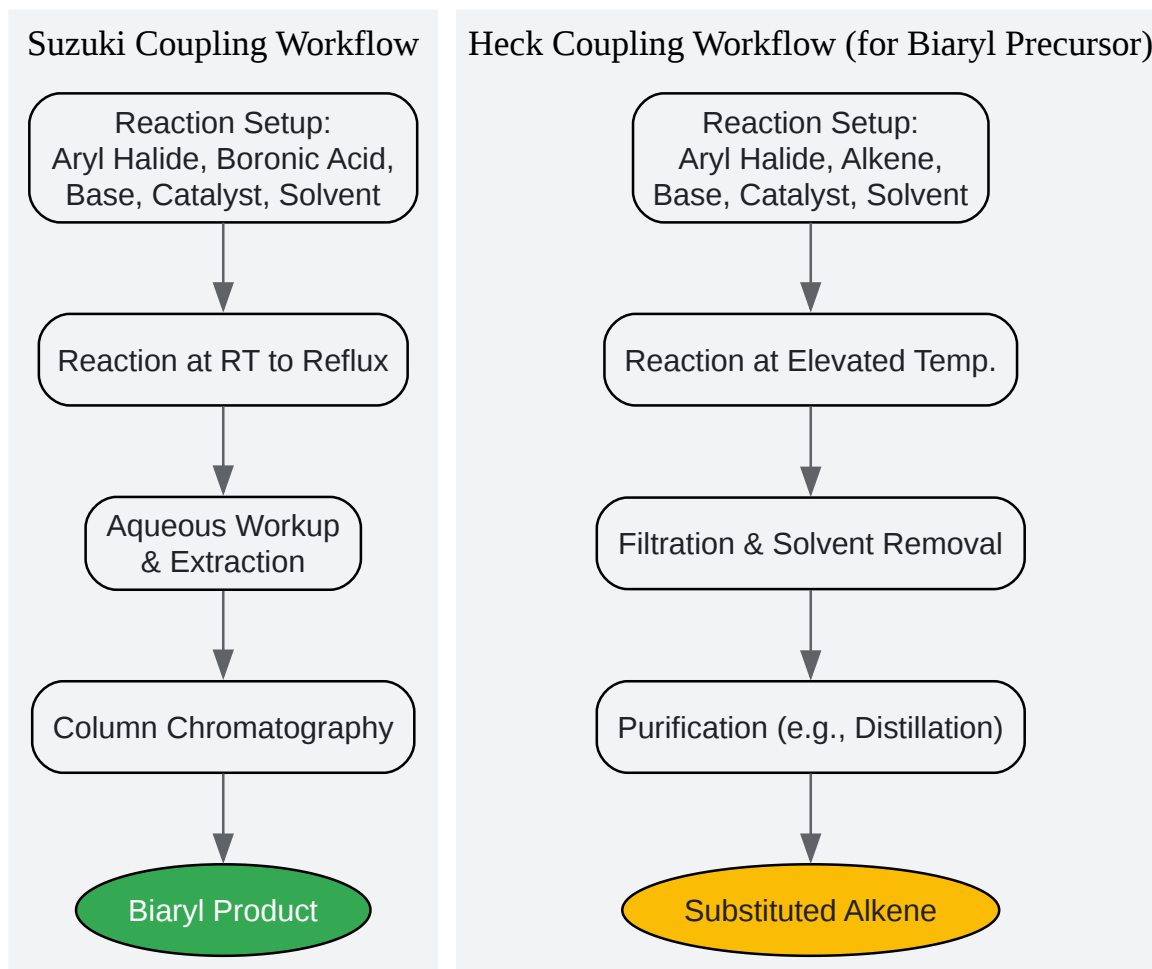 Suzuki Coupling Workflow
Reaction Setup:
Aryl Halide, Boronic Acid,
Base, Catalyst, Solvent
Reaction at RT to Reflux
Aqueous Workup
& Extraction
Column Chromatography
Biaryl Product
Heck Coupling Workflow (for Biaryl Precursor)
Reaction Setup:
Aryl Halide, Alkene,
Base, Catalyst, Solvent
Reaction at Elevated Temp.
Filtration & Solvent Removal
Purification (e.g., Distillation)
Substituted Alkene